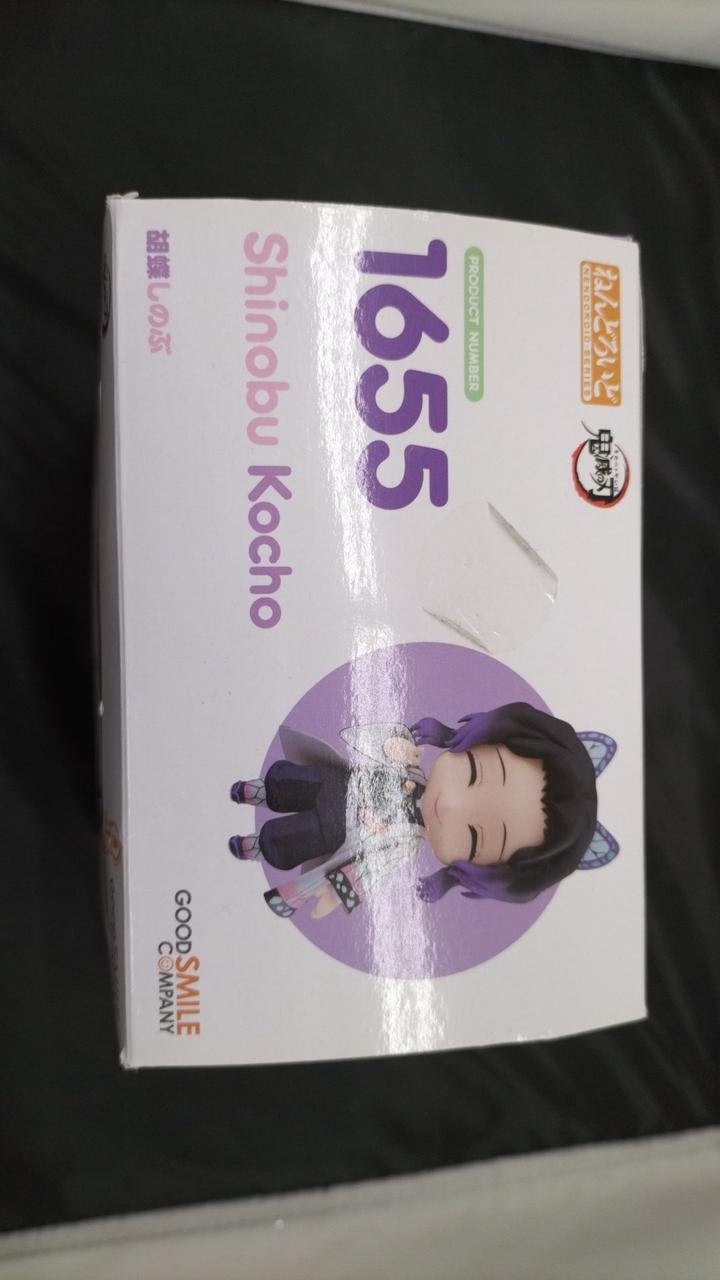 ねんどろいど
NENDOROID SERIES
鬼滅の刃
PRODUCT NUMBER
1655
Shinobu Kocho
胡蝶しのぶ
GOOD SMILE
COMPANY